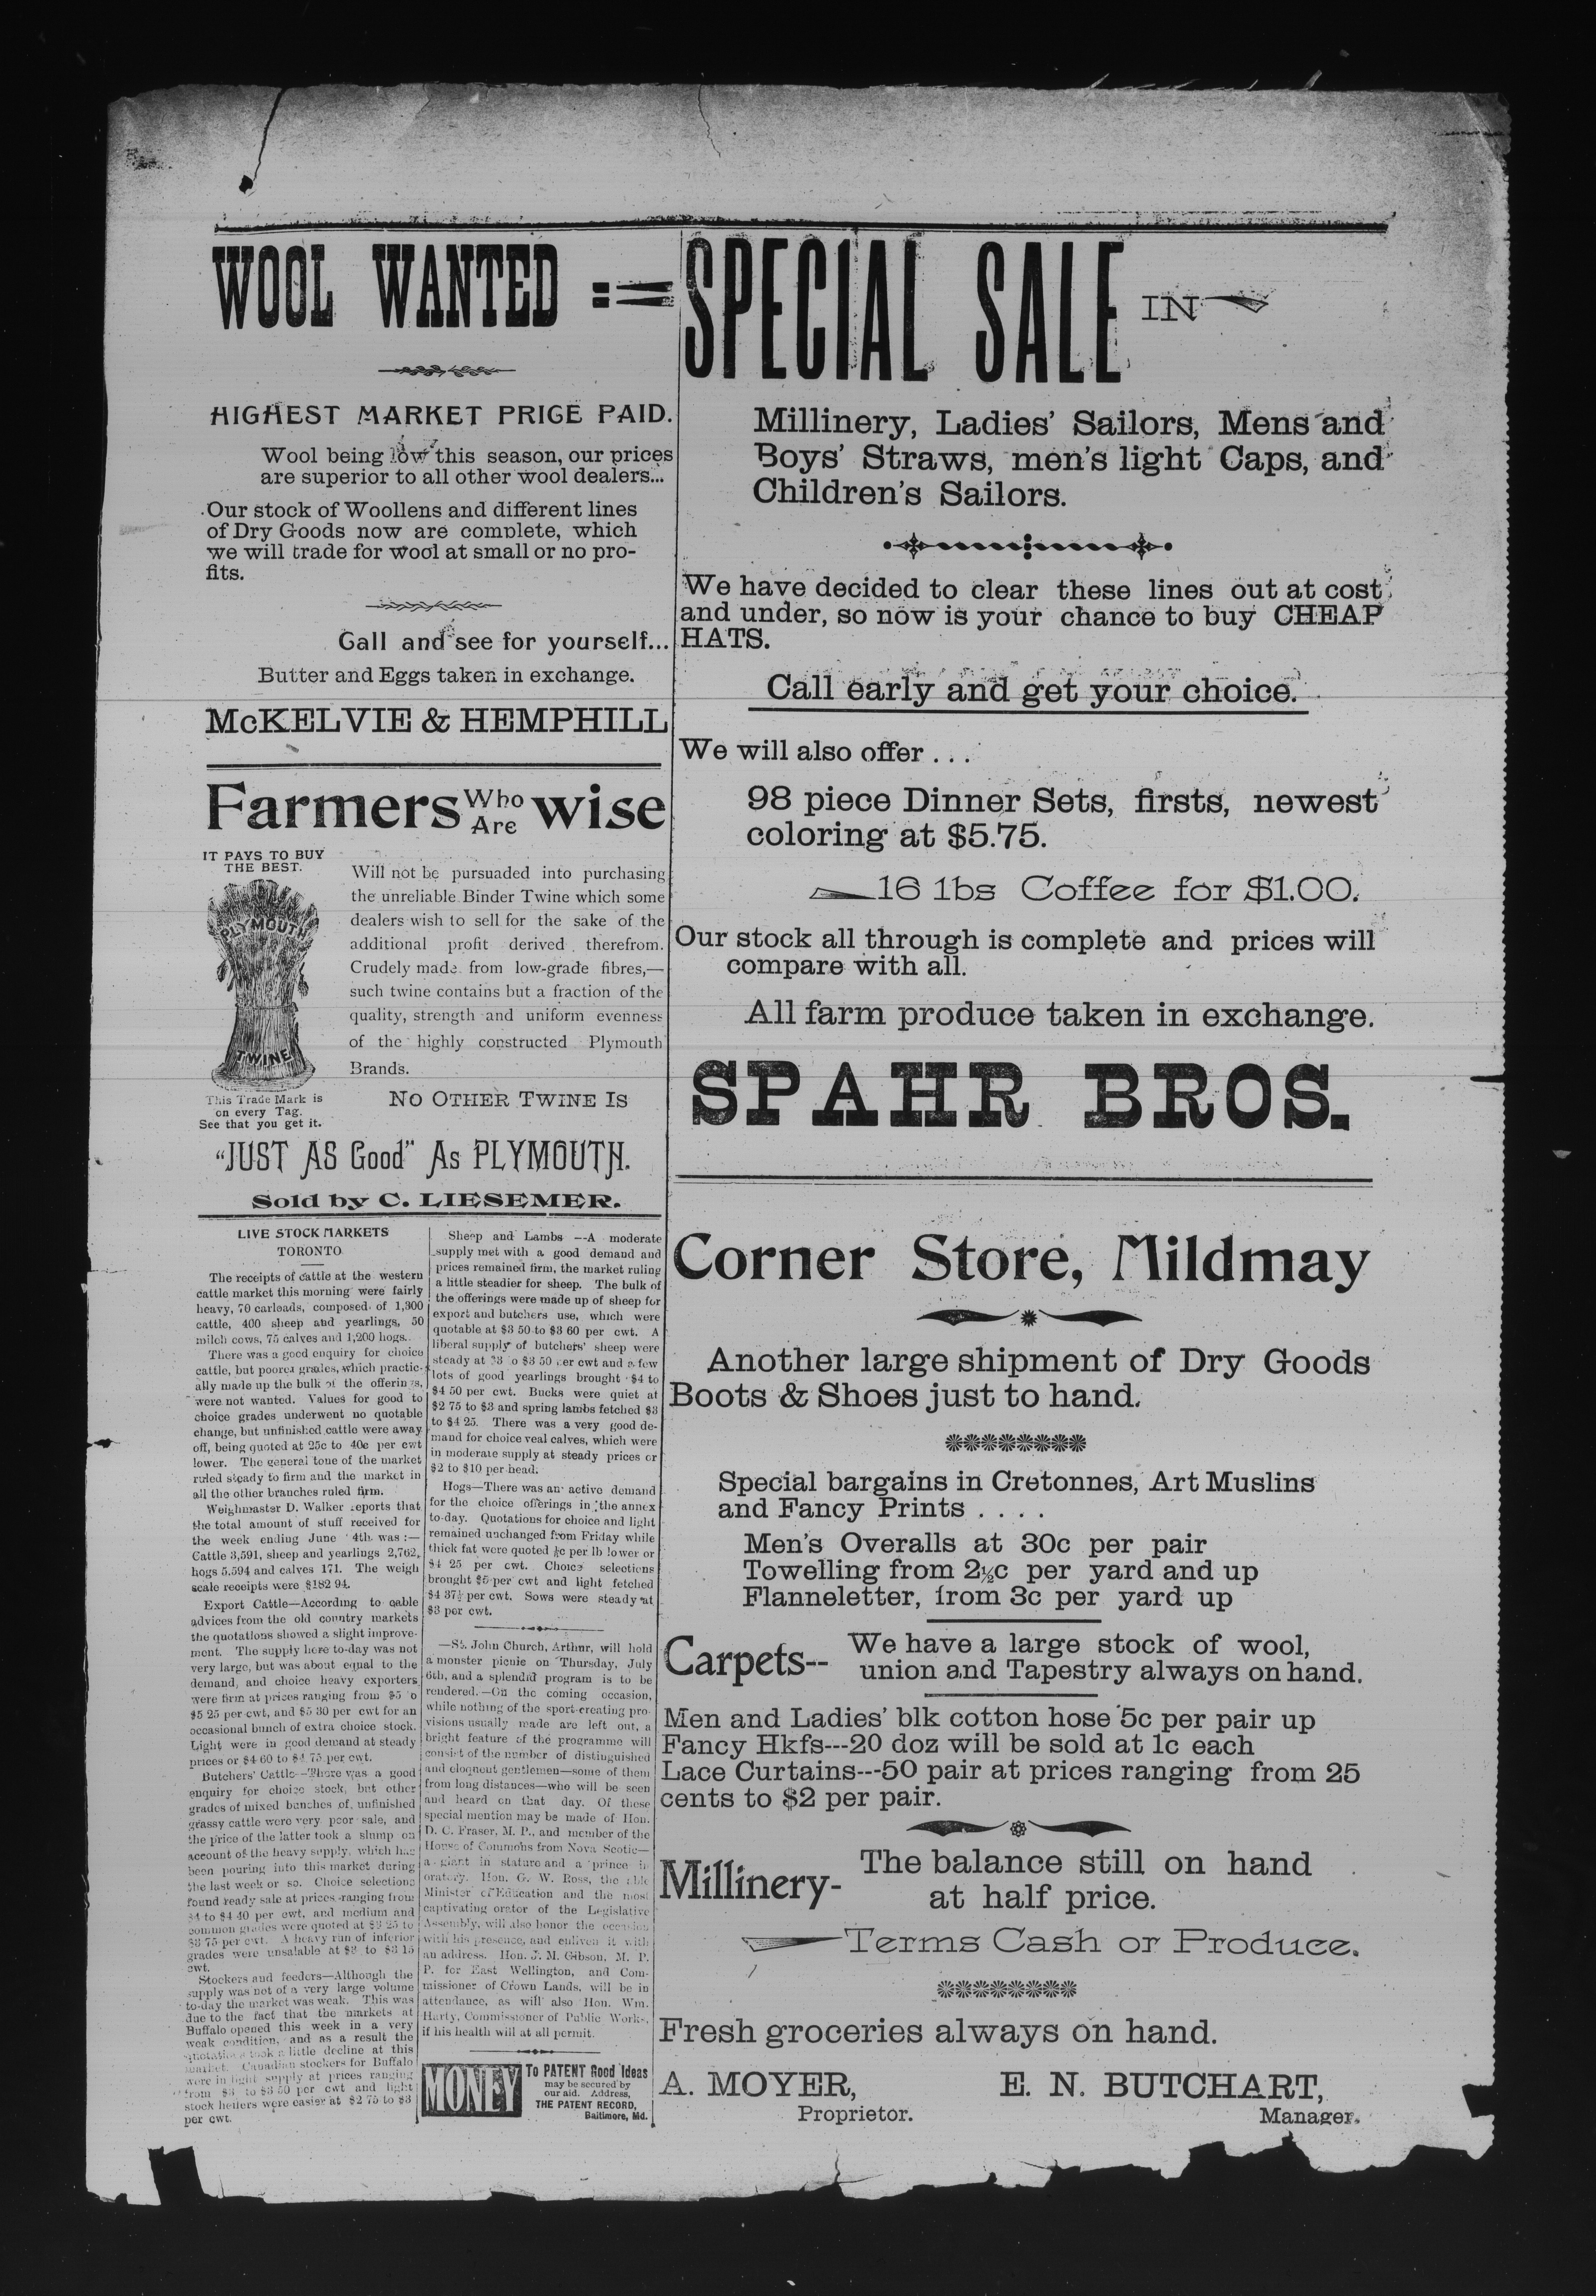 WOOL WANTED
HIGHEST MARKET PRICE PAID.
Wool being low this season, our prices
are superior to all other wool dealers...
Our stock of Woollens and different lines
of Dry Goods now are complete, which
we will trade for wool at small or no pro-
fits.
Call and see for yourself...
Butter and Eggs taken in exchange.
McKELVIE & HEMPHILL
Farmers Who Are wise
IT PAYS TO BUY
THE BEST.
PLYMOUTH
TWINE
This Trade Mark is
on every Tag.
See that you get it.
Will not be pursuaded into purchasing
the unreliable Binder Twine which some
dealers wish to sell for the sake of the
additional profit derived therefrom.
Crudely made from low-grade fibres,—
such twine contains but a fraction of the
quality, strength and uniform evenness
of the highly constructed Plymouth
Brands.
NO OTHER TWINE IS
"JUST AS Good" As PLYMOUTH.
Sold by C. LIESEMER.
LIVE STOCK MARKETS
TORONTO
The receipts of cattle at the western
cattle market this morning were fairly
heavy, 70 carloads, composed of 1,300
cattle, 400 sheep and yearlings, 50
milch cows, 75 calves and 1,200 hogs.
There was a good enquiry for choice
cattle, but poorer grades, which practic-
ally made up the bulk of the offerings,
were not wanted. Values for good to
choice grades underwent no quotable
change, but unfinished cattle were away
off, being quoted at 25c to 40c per cwt
lower. The general tone of the market
ruled steady to firm and the market in
all the other branches ruled firm.
Weighmaster D. Walker reports that
the total amount of stuff received for
the week ending June 4th. was :—
Cattle 3,591, sheep and yearlings 2,762,
hogs 5,594 and calves 171. The weigh
scale receipts were $182 94.
Export Cattle—According to cable
advices from the old country markets
the quotations showed a slight improve-
ment. The supply here to-day was not
very large, but was about equal to the
demand, and choice heavy exporters
were firm at prices ranging from $5 to
$5 25 per cwt, and $5 30 per cwt for an
occasional bunch of extra choice stock.
Light were in good demand at steady
prices or $4 60 to $4 75 per cwt.
Butchers' Cattle—There was a good
enquiry for choice stock, but other
grades of mixed bunches of unfinished
grassy cattle were very poor sale, and
the price of the latter took a slump on
account of the heavy supply, which has
been pouring into this market during
the last week or so. Choice selections
found ready sale at prices ranging from
$4 to $4 40 per cwt, and medium and
common grades were quoted at $3 25 to
$3 75 per cwt. A heavy run of inferior
grades were unsalable at $3 to $3 15
cwt.
Stockers and feeders—Although the
supply was not of a very large volume
to-day the market was weak. This was
due to the fact that the markets at
Buffalo opened this week in a very
weak condition, and as a result the
quotations took a little decline at this
market. Canadian stockers for Buffalo
were in light supply at prices ranging
from $3 to $3 50 per cwt and light
stock heifers were easier at $2 75 to $3
per cwt.
Sheep and Lambs —A moderate
supply met with a good demand and
prices remained firm, the market ruling
a little steadier for sheep. The bulk of
the offerings were made up of sheep for
export and butchers use, which were
quotable at $3 50 to $3 60 per cwt. A
liberal supply of butchers' sheep were
steady at $3 to $3 50 per cwt and a few
lots of good yearlings brought $4 to
$4 50 per cwt. Bucks were quiet at
$2 75 to $3 and spring lambs fetched $3
to $4 25. There was a very good de-
mand for choice veal calves, which were
in moderate supply at steady prices or
$2 to $10 per head.
Hogs—There was an active demand
for the choice offerings in the annex
to-day. Quotations for choice and light
remained unchanged from Friday while
thick fat were quoted per lb lower or
$4 25 per cwt. Choice selections
brought $5 per cwt and light fetched
$4 37½ per cwt. Sows were steady at
$3 per cwt.
—St. John Church, Arthur, will hold
a monster picnic on Thursday, July
6th, and a splendid program is to be
rendered.—On the coming occasion,
while nothing of the sport-creating pro-
visions usually made are left out, a
bright feature of the programme will
consist of the number of distinguished
and eloquent gentlemen—some of them
from long distances—who will be seen
and heard on that day. Of these
special mention may be made of Hon.
D. C. Fraser, M. P., and member of the
House of Commons from Nova Scotia—
a giant in stature and a prince in
oratory. Hon. G. W. Ross, the able
Minister of Education and the most
captivating orator of the Legislative
Assembly, will also honor the occasion
with his presence, and enliven it with
an address. Hon. J. M. Gibson, M. P.
P. for East Wellington, and Com-
missioner of Crown Lands, will be in
attendance, as will also Hon. Wm.
Harty, Commissioner of Public Works,
if his health will at all permit.
MONEY
To PATENT Good Ideas
may be secured by
our aid. Address,
THE PATENT RECORD,
Baltimore, Md.
SPECIAL SALE IN
Millinery, Ladies' Sailors, Mens and
Boys' Straws, men's light Caps, and
Children's Sailors.
We have decided to clear these lines out at cost
and under, so now is your chance to buy CHEAP
HATS.
Call early and get your choice.
We will also offer . . .
98 piece Dinner Sets, firsts, newest
coloring at $5.75.
16 lbs Coffee for $1.00.
Our stock all through is complete and prices will
compare with all.
All farm produce taken in exchange.
SPAHR BROS.
Corner Store, Mildmay
Another large shipment of Dry Goods
Boots & Shoes just to hand.
Special bargains in Cretonnes, Art Muslins
and Fancy Prints . . . .
Men's Overalls at 30c per pair
Towelling from 2½c per yard and up
Flanneletter, from 3c per yard up
Carpets-- We have a large stock of wool,
union and Tapestry always on hand.
Men and Ladies' blk cotton hose 5c per pair up
Fancy Hkfs---20 doz will be sold at 1c each
Lace Curtains---50 pair at prices ranging from 25
cents to $2 per pair.
Millinery- The balance still on hand
at half price.
Terms Cash or Produce.
Fresh groceries always on hand.
A. MOYER, E. N. BUTCHART,
Proprietor. Manager.